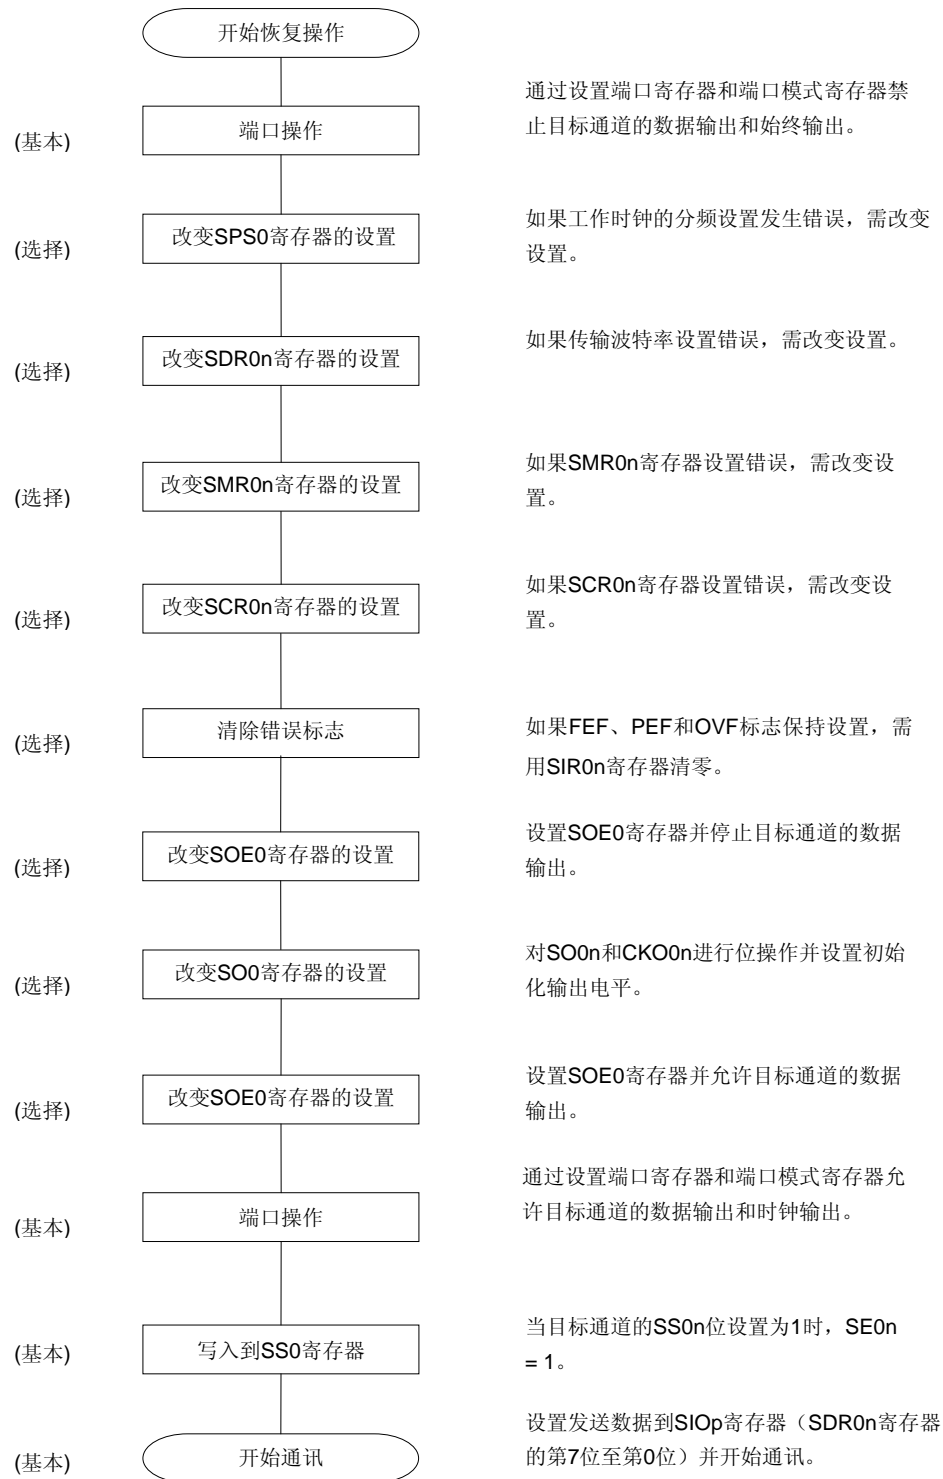 开始恢复操作
通过设置端口寄存器和端口模式寄存器禁
止目标通道的数据输出和始终输出。
(基本)
端口操作
如果工作时钟的分频设置发生错误，需改变
设置。
(选择)
改变SPS0寄存器的设置
如果传输波特率设置错误，需改变设置。
(选择)
改变SDR0n寄存器的设置
如果SMR0n寄存器设置错误，需改变设
置。
(选择)
改变SMR0n寄存器的设置
如果SCR0n寄存器设置错误，需改变设
置。
(选择)
改变SCR0n寄存器的设置
如果FEF、PEF和OVF标志保持设置，需
用SIR0n寄存器清零。
(选择)
清除错误标志
设置SOE0寄存器并停止目标通道的数据
输出。
(选择)
改变SOE0寄存器的设置
对SO0n和CKO0n进行位操作并设置初始
化输出电平。
(选择)
改变SO0寄存器的设置
设置SOE0寄存器并允许目标通道的数据
输出。
(选择)
改变SOE0寄存器的设置
通过设置端口寄存器和端口模式寄存器允
许目标通道的数据输出和时钟输出。
(基本)
端口操作
当目标通道的SS0n位设置为1时，SE0n
= 1。
(基本)
写入到SS0寄存器
设置发送数据到SIOp寄存器（SDR0n寄存器
的第7位至第0位）并开始通讯。
(基本)
开始通讯